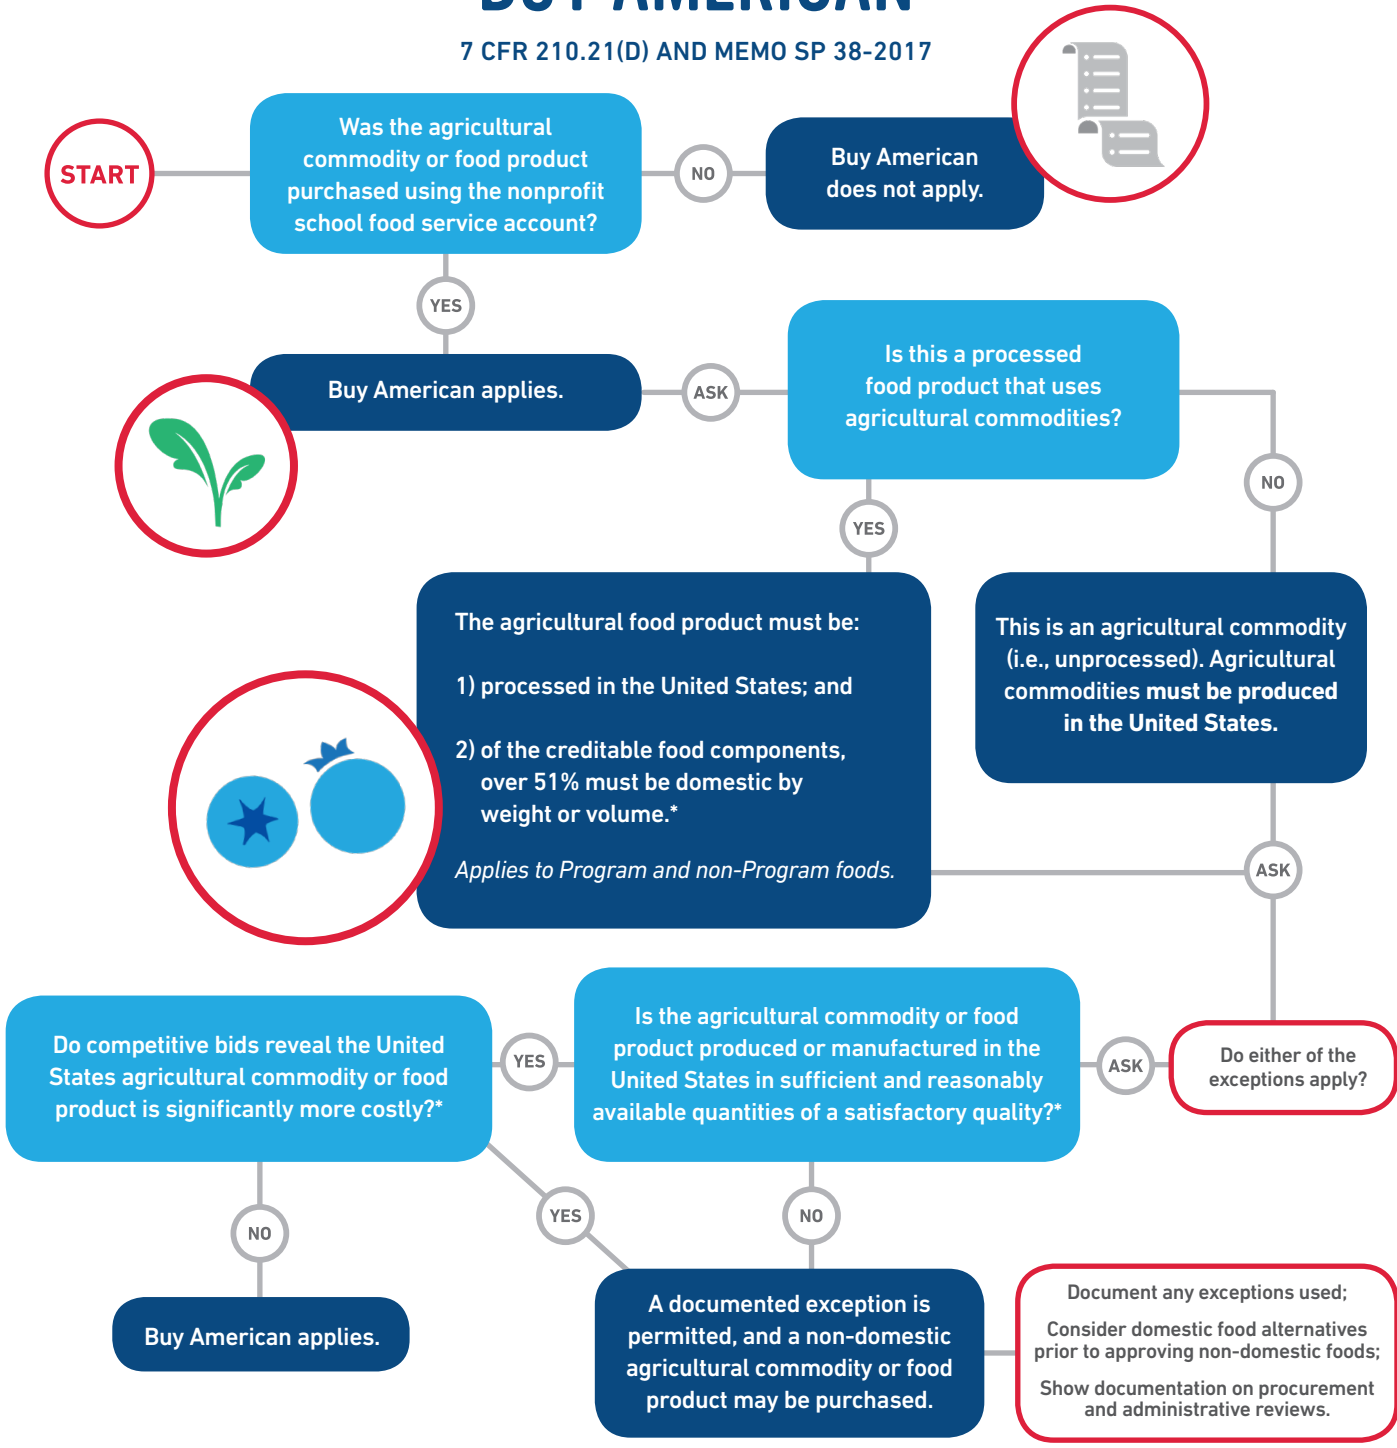 BUY AMERICAN
7 CFR 210.21(D) AND MEMO SP 38-2017
START
Was the agricultural
commodity or food product
purchased using the nonprofit
school food service account?
NO
Buy American
does not apply.
YES
Buy American applies.
ASK
Is this a processed
food product that uses
agricultural commodities?
NO
YES
The agricultural food product must be:
1) processed in the United States; and
2) of the creditable food components,
over 51% must be domestic by
weight or volume.*
Applies to Program and non-Program foods.
This is an agricultural commodity
(i.e., unprocessed). Agricultural
commodities must be produced
in the United States.
ASK
Do either of the
exceptions apply?
ASK
Is the agricultural commodity or food
product produced or manufactured in the
United States in sufficient and reasonably
available quantities of a satisfactory quality?*
YES
Do competitive bids reveal the United
States agricultural commodity or food
product is significantly more costly?*
NO
YES
NO
Buy American applies.
A documented exception is
permitted, and a non-domestic
agricultural commodity or food
product may be purchased.
Document any exceptions used;
Consider domestic food alternatives
prior to approving non-domestic foods;
Show documentation on procurement
and administrative reviews.